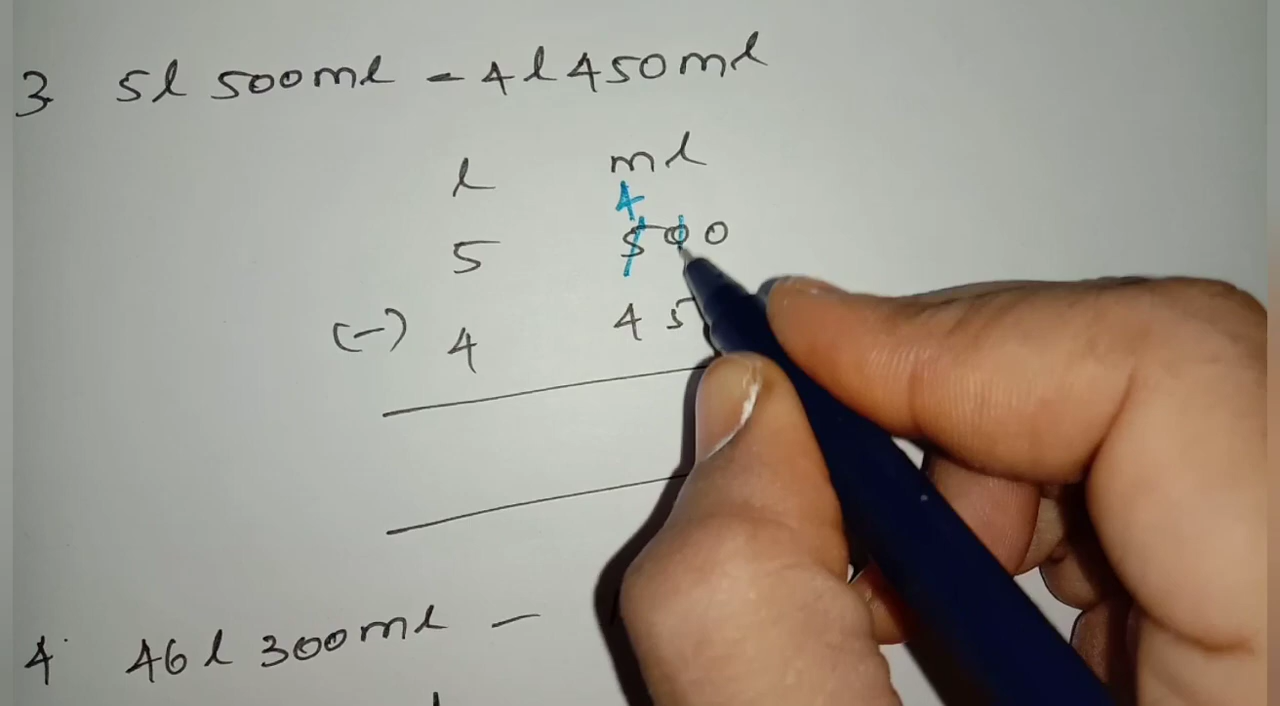 3 5l 500ml - 4l 450ml
l ml
4
5 500
(-) 4 45
4. 46l 300ml -